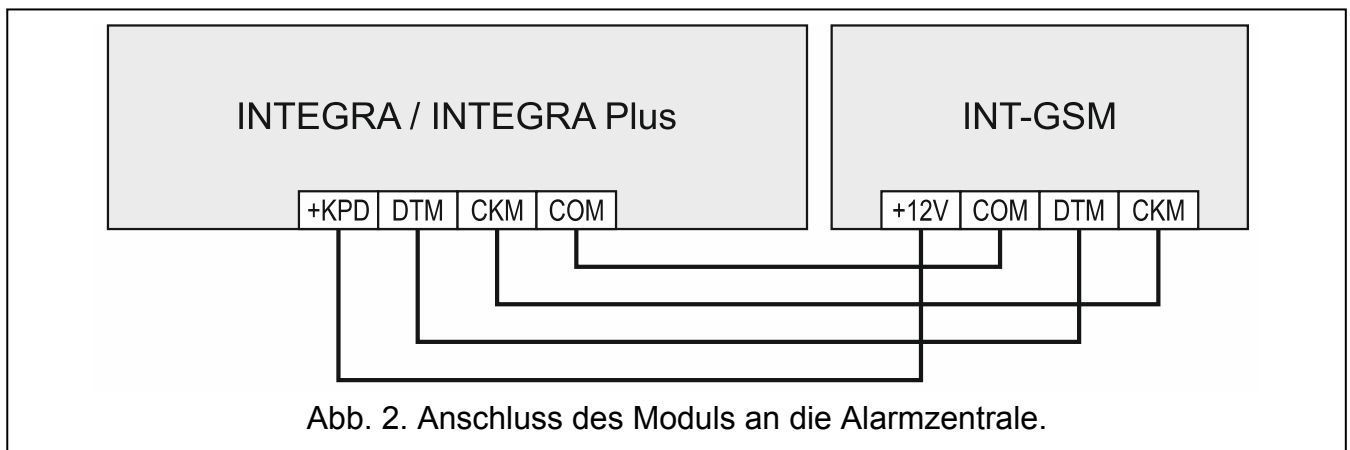 INTEGRA / INTEGRA Plus
INT-GSM
+KPD DTM CKM COM
+12V COM DTM CKM
Abb. 2. Anschluss des Moduls an die Alarmzentrale.